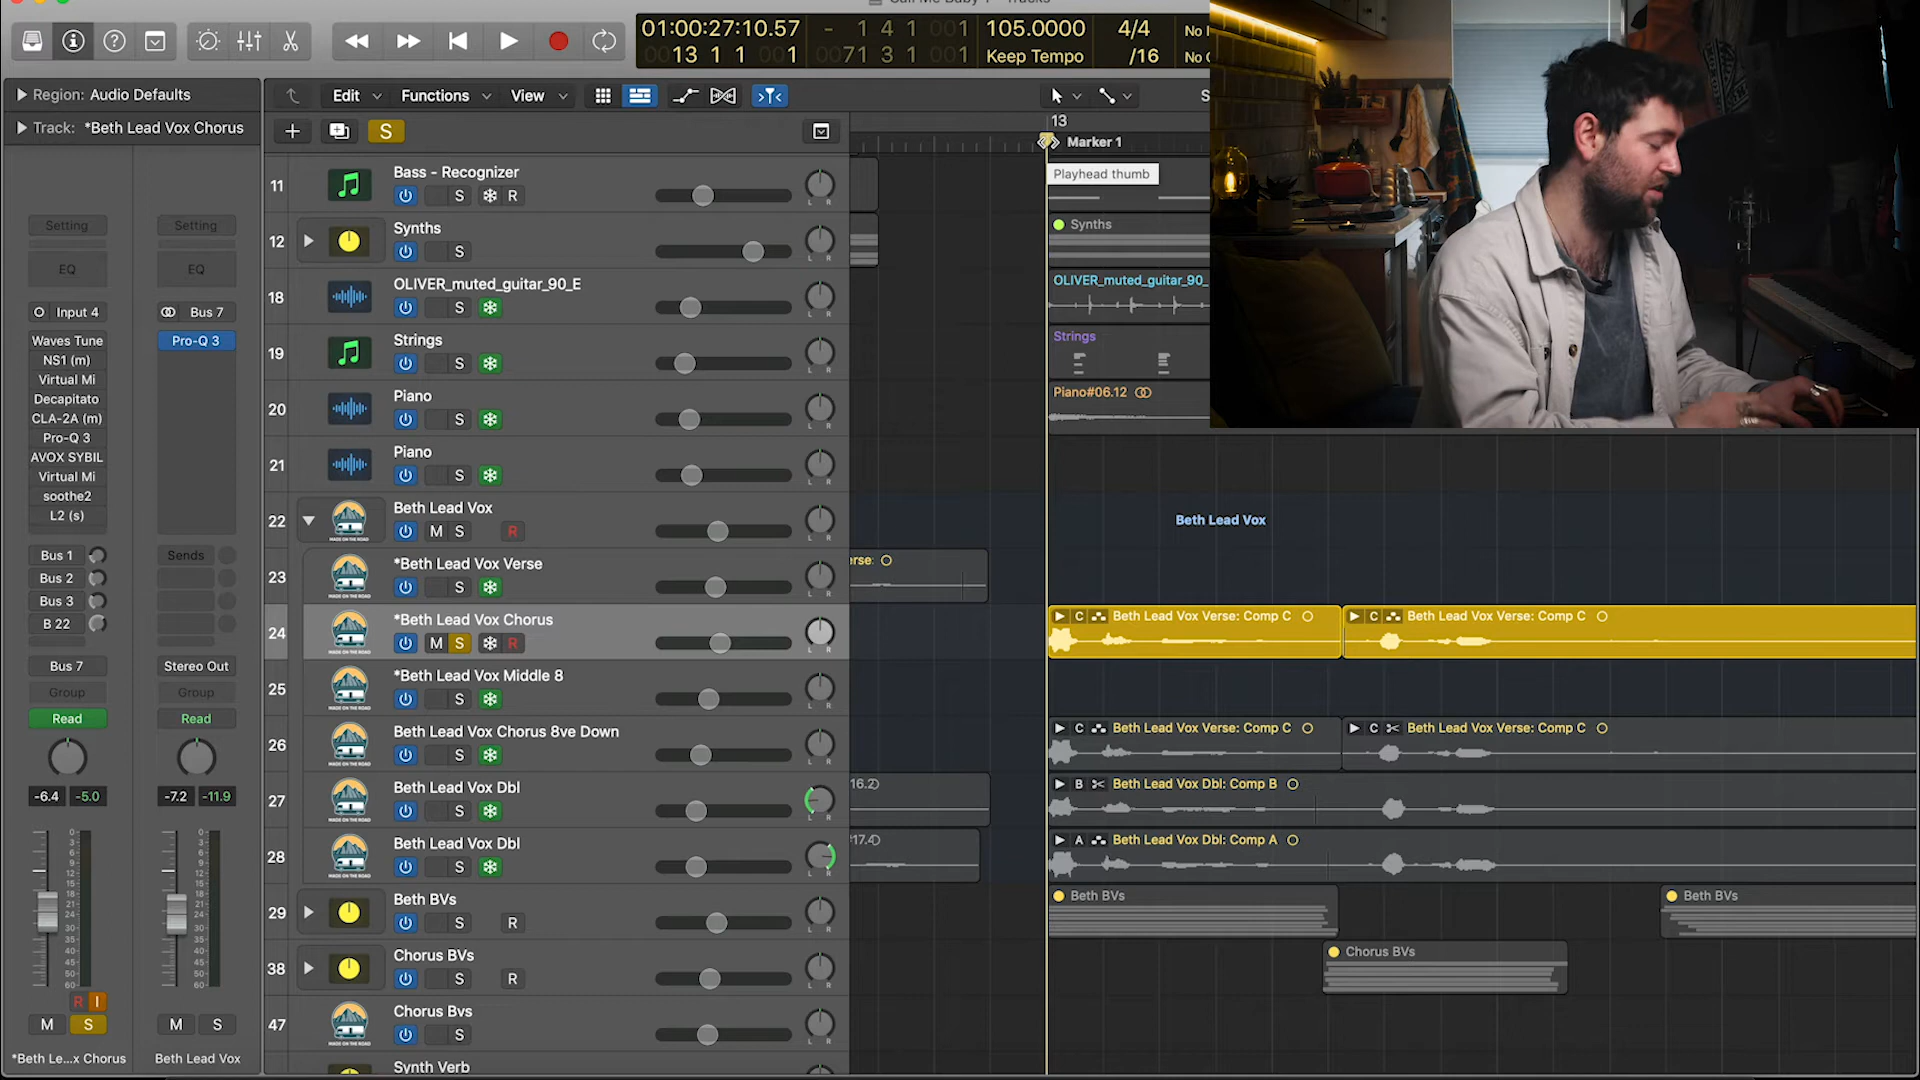 01:00:27:10.57
13 1 1 001
- 1 4 1 001
0071 3 1 001
105.0000
Keep Tempo
4/4
/16
Region: Audio Defaults
Track: *Beth Lead Vox Chorus
Edit
Functions
View
S
13
Marker 1
Playhead thumb
Setting
EQ
Input 4
Waves Tune
NS1 (m)
Virtual Mi
Decapitato
CLA-2A (m)
Pro-Q 3
AVOX SYBIL
Virtual Mi
soothe2
L2 (s)
Bus 1
Bus 2
Bus 3
B 22
Bus 7
Group
Read
-6.4 -5.0
R I
M S
*Beth Le...x Chorus
Setting
EQ
Bus 7
Pro-Q 3
Sends
Stereo Out
Group
Read
-7.2 -11.9
M S
Beth Lead Vox
11 Bass - Recognizer
S R
12 Synths
S
18 OLIVER_muted_guitar_90_E
S
19 Strings
S
20 Piano
S
21 Piano
S
22 Beth Lead Vox
M S R
23 *Beth Lead Vox Verse
S
24 *Beth Lead Vox Chorus
M S R
25 *Beth Lead Vox Middle 8
S
26 Beth Lead Vox Chorus 8ve Down
S
27 Beth Lead Vox Dbl
S
28 Beth Lead Vox Dbl
S
29 Beth BVs
S R
38 Chorus BVs
S R
47 Chorus Bvs
S
Synth Verb
Synths
OLIVER_muted_guitar_90_
Strings
Piano#06.12
Beth Lead Vox
C Beth Lead Vox Verse: Comp C
C Beth Lead Vox Verse: Comp C
C Beth Lead Vox Verse: Comp C
C Beth Lead Vox Verse: Comp C
B Beth Lead Vox Dbl: Comp B
A Beth Lead Vox Dbl: Comp A
Beth BVs
Beth BVs
Chorus BVs